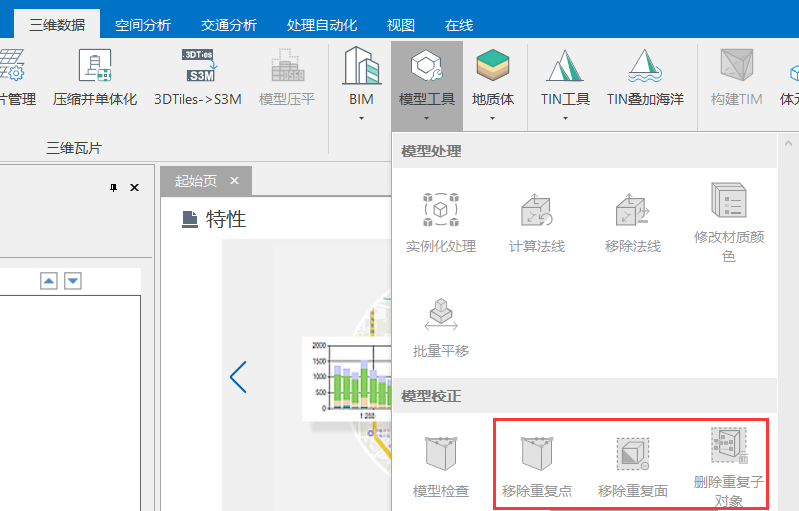 三维数据 空间分析 交通分析 处理自动化 视图 在线
3DTiles
S3M
片管理 压缩并单体化 3DTiles->S3M 模型压平 BIM 模型工具 地质体 TIN工具 TIN叠加海洋 构建TIM 体元
三维瓦片
模型处理
起始页
特性
实例化处理 计算法线 移除法线 修改材质颜
色
批量平移
2000
1500
1000
500
0
模型校正
模型检查 移除重复点 移除重复面 删除重复子
对象